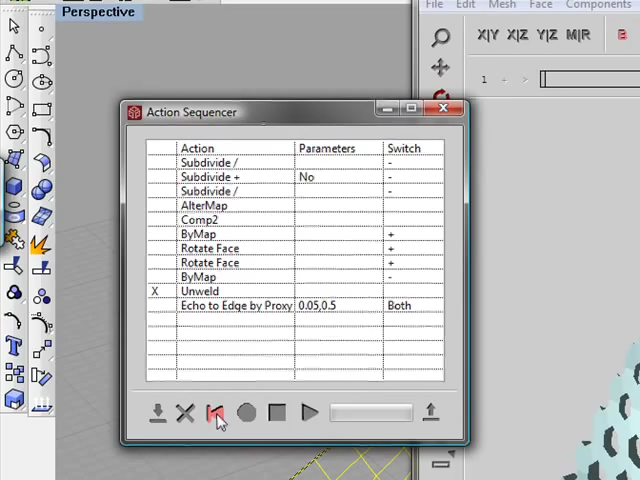 Perspective
File Edit Mesh Face Components
X|Y X|Z Y|Z M|R B
1
Action Sequencer
Action Parameters Switch
Subdivide / -
Subdivide + No -
Subdivide / -
AlterMap
Comp2
ByMap +
Rotate Face +
Rotate Face +
ByMap -
X Unweld
Echo to Edge by Proxy 0.05,0.5 Both